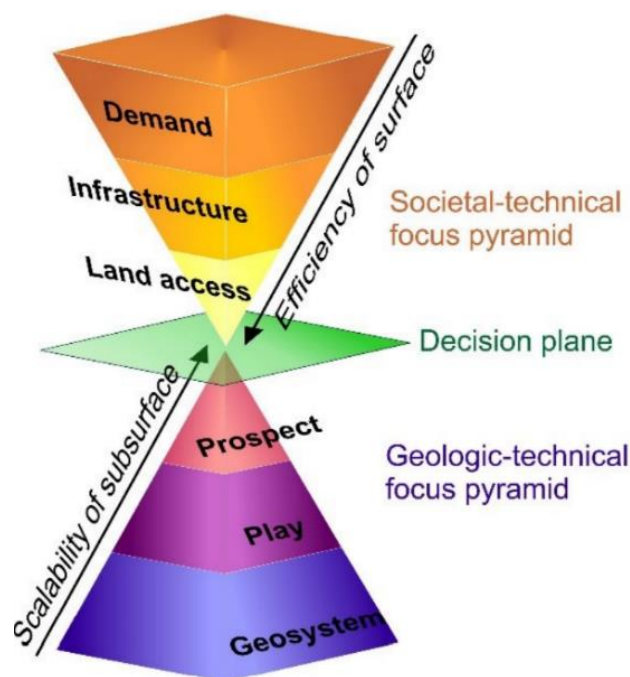 Demand
Efficiency of surface
Infrastructure
Societal-technical
focus pyramid
Land access
Decision plane
Scalability of subsurface
Prospect
Geologic-technical
focus pyramid
Play
Geosystem